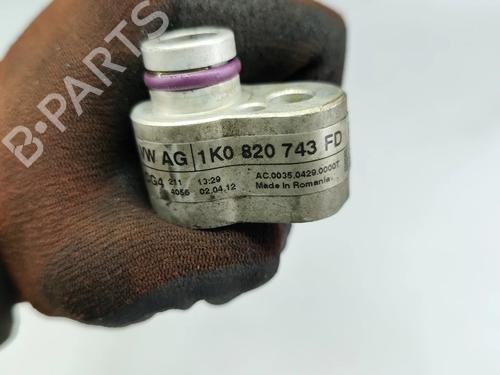 B-PARTS
VW AG 1K0 820 743 FD
211 13:29 AC.0035.0429.0000T
4056 02.04.12 Made in Romania